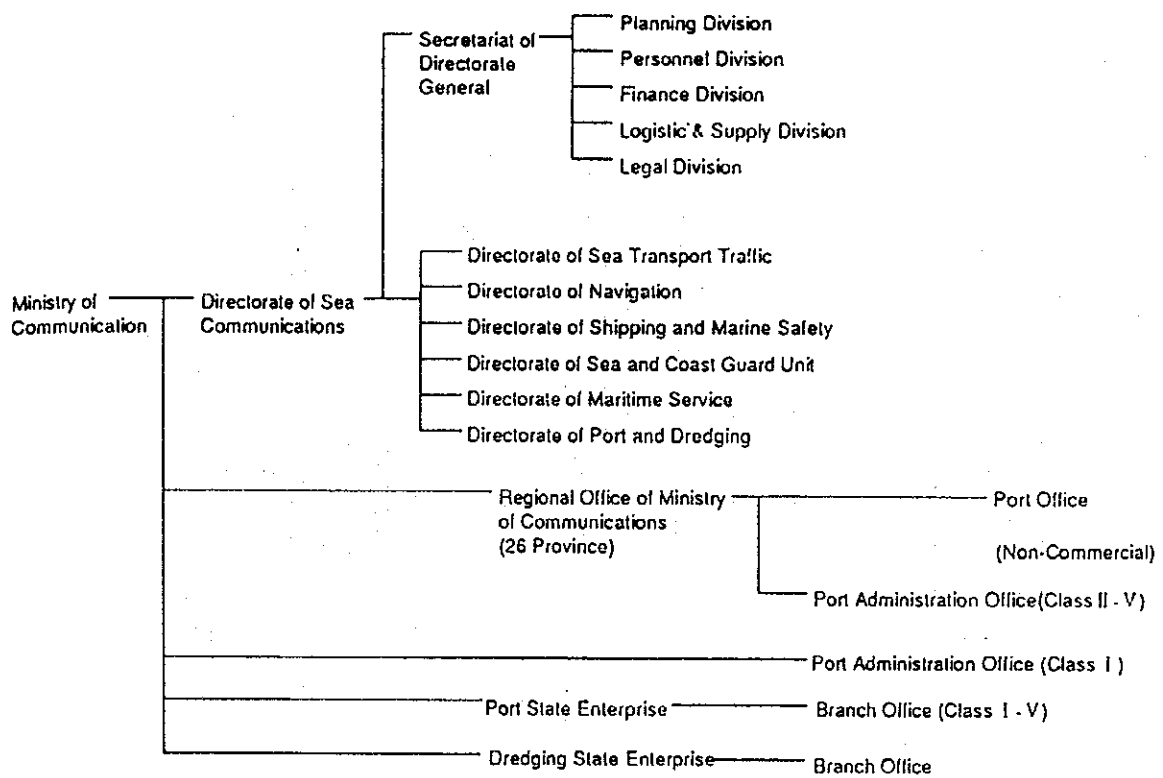 Planning Division
Secretariat of
Directorate
General
Personnel Division
Finance Division
Logistic & Supply Division
Legal Division
Directorate of Sea Transport Traffic
Ministry of
Communication
Directorate of Sea
Communications
Directorate of Navigation
Directorate of Shipping and Marine Safety
Directorate of Sea and Coast Guard Unit
Directorate of Maritime Service
Directorate of Port and Dredging
Regional Office of Ministry
of Communications
(26 Province)
Port Office
(Non-Commercial)
Port Administration Office(Class II - V)
Port Administration Office (Class I )
Port State Enterprise
Branch Office (Class I - V)
Dredging State Enterprise
Branch Office